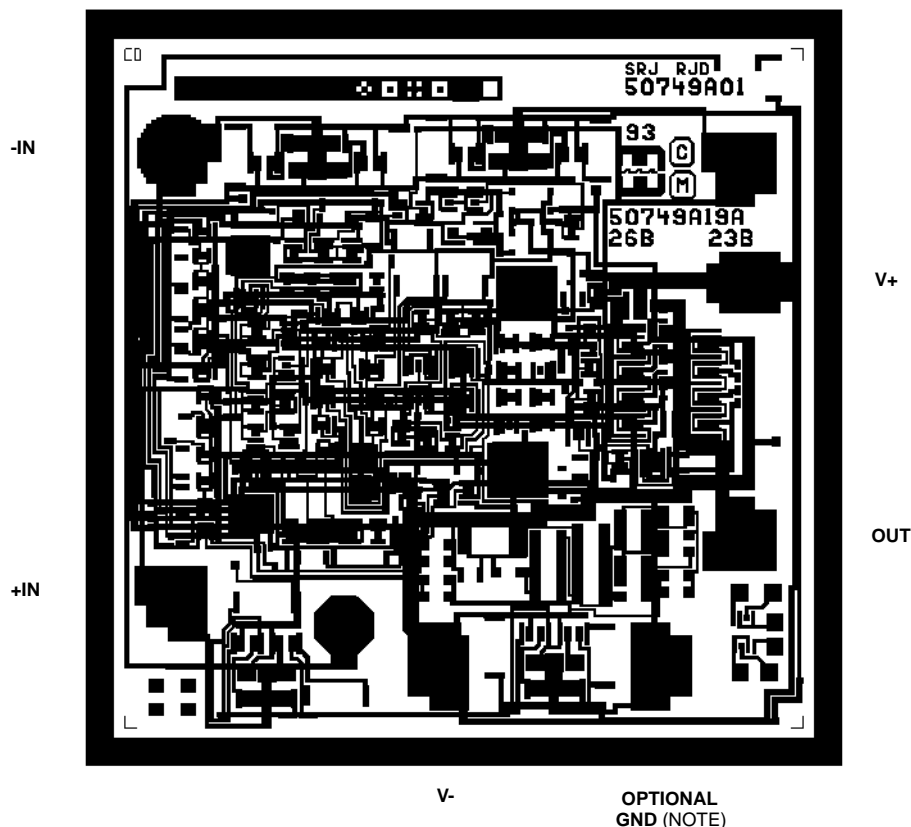 CD
SRJ RJD
50749A01
93
C
M
-IN
50749A19A
26B 23B
V+
OUT
+IN
V-
OPTIONAL
GND (NOTE)